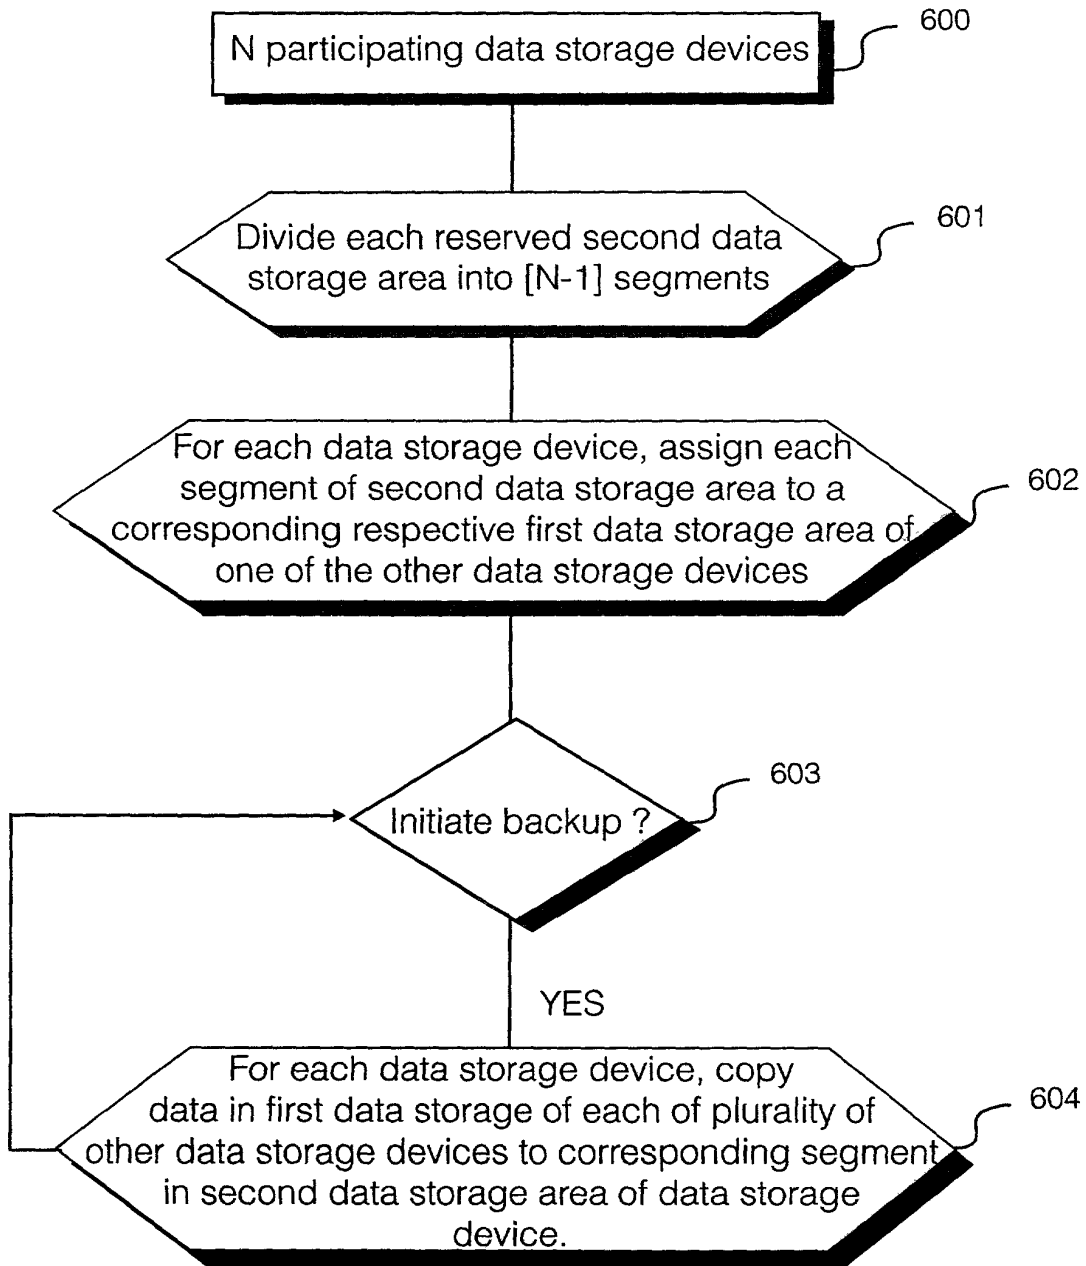 N participating data storage devices
600
Divide each reserved second data
storage area into [N-1] segments
601
For each data storage device, assign each
segment of second data storage area to a
corresponding respective first data storage area of
one of the other data storage devices
602
Initiate backup ?
603
YES
For each data storage device, copy
data in first data storage of each of plurality of
other data storage devices to corresponding segment
in second data storage area of data storage
device.
604